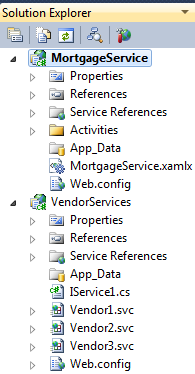 Solution Explorer
MortgageService
Properties
References
Service References
Activities
App_Data
MortgageService.xamlx
Web.config
VendorServices
Properties
References
Service References
App_Data
IService1.cs
Vendor1.svc
Vendor2.svc
Vendor3.svc
Web.config